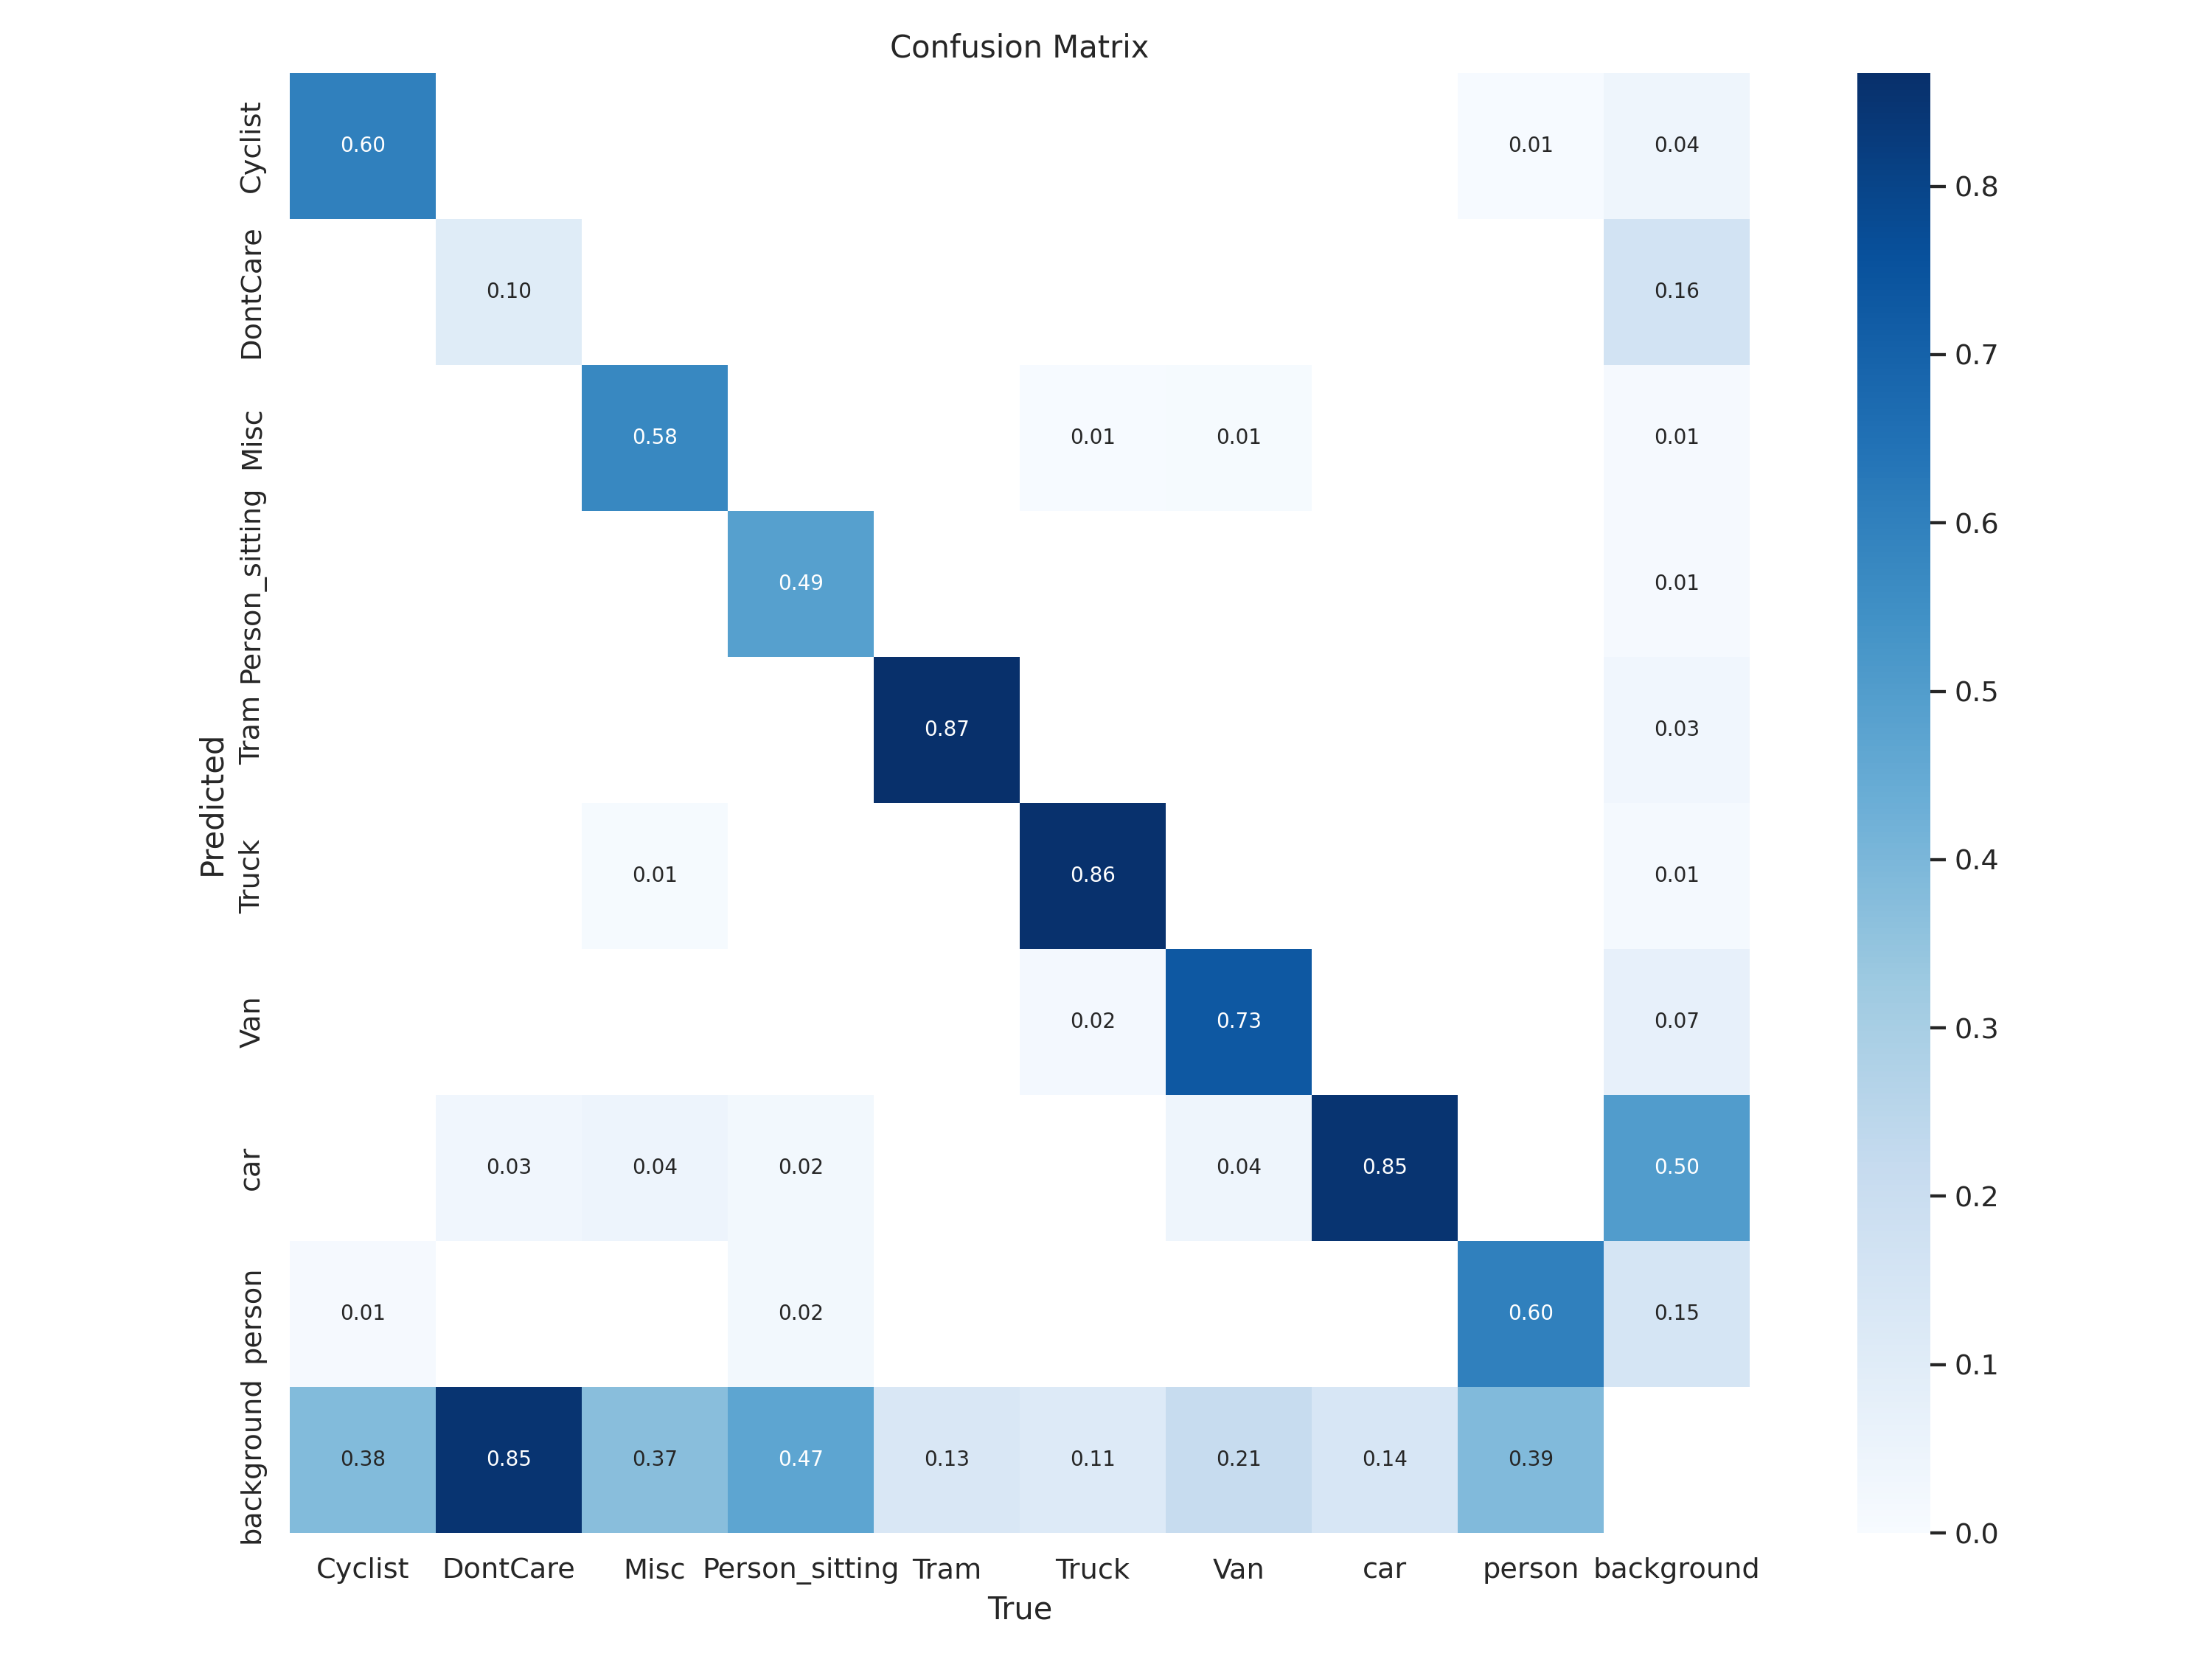 Confusion Matrix
Cyclist 0.60 0.01 0.04
DontCare 0.10 0.16
Misc 0.58 0.01 0.01 0.01
Person_sitting 0.49 0.01
Tram 0.87 0.03
Truck 0.01 0.86 0.01
Van 0.02 0.73 0.07
car 0.03 0.04 0.02 0.04 0.85 0.50
person 0.01 0.02 0.60 0.15
background 0.38 0.85 0.37 0.47 0.13 0.11 0.21 0.14 0.39
Cyclist DontCare Misc Person_sitting Tram Truck Van car person background
True
Predicted
0.8
0.7
0.6
0.5
0.4
0.3
0.2
0.1
0.0